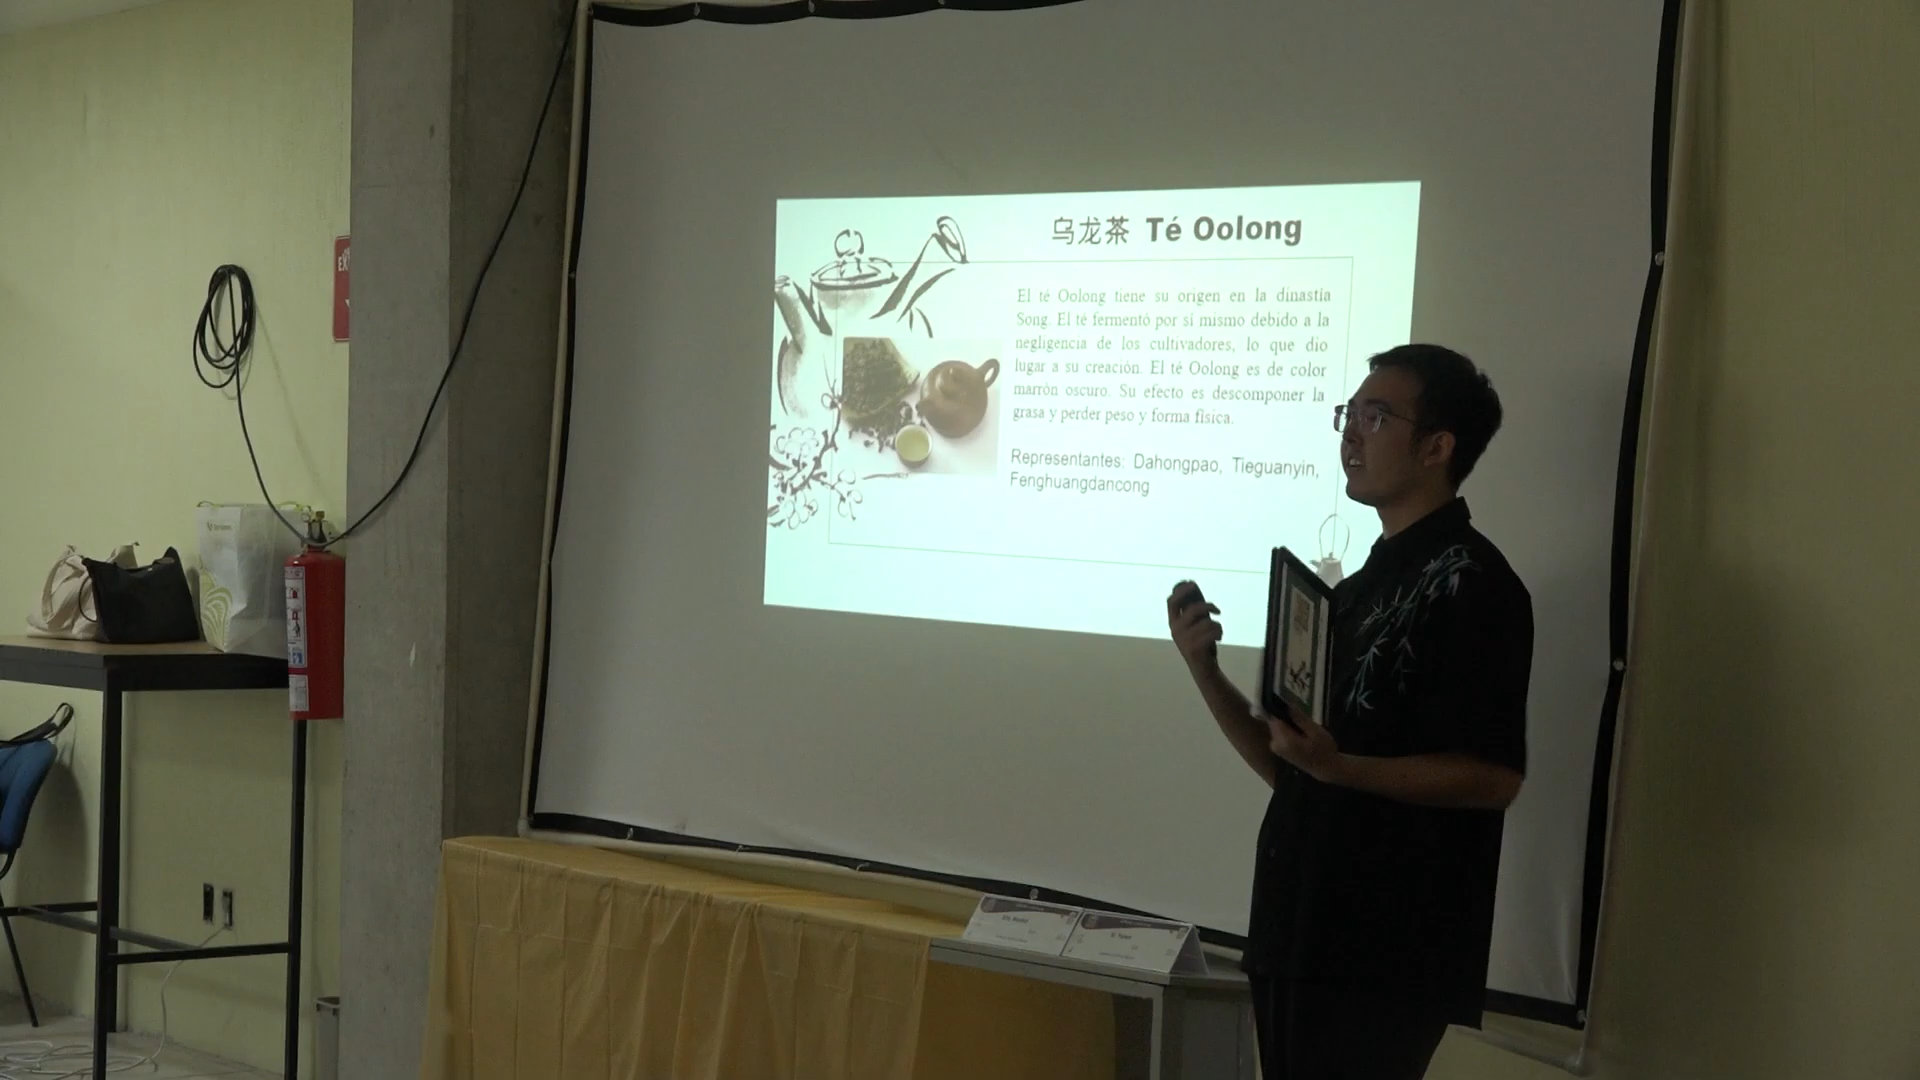 乌龙茶 Té Oolong
El té Oolong tiene su origen en la dinastía
Song. El té fermentó por sí mismo debido a la
negligencia de los cultivadores, lo que dio
lugar a su creación. El té Oolong es de color
marrón oscuro. Su efecto es descomponer la
grasa y perder peso y forma física.
Representantes: Dahongpao, Tieguanyin,
Fenghuangdancong
EX